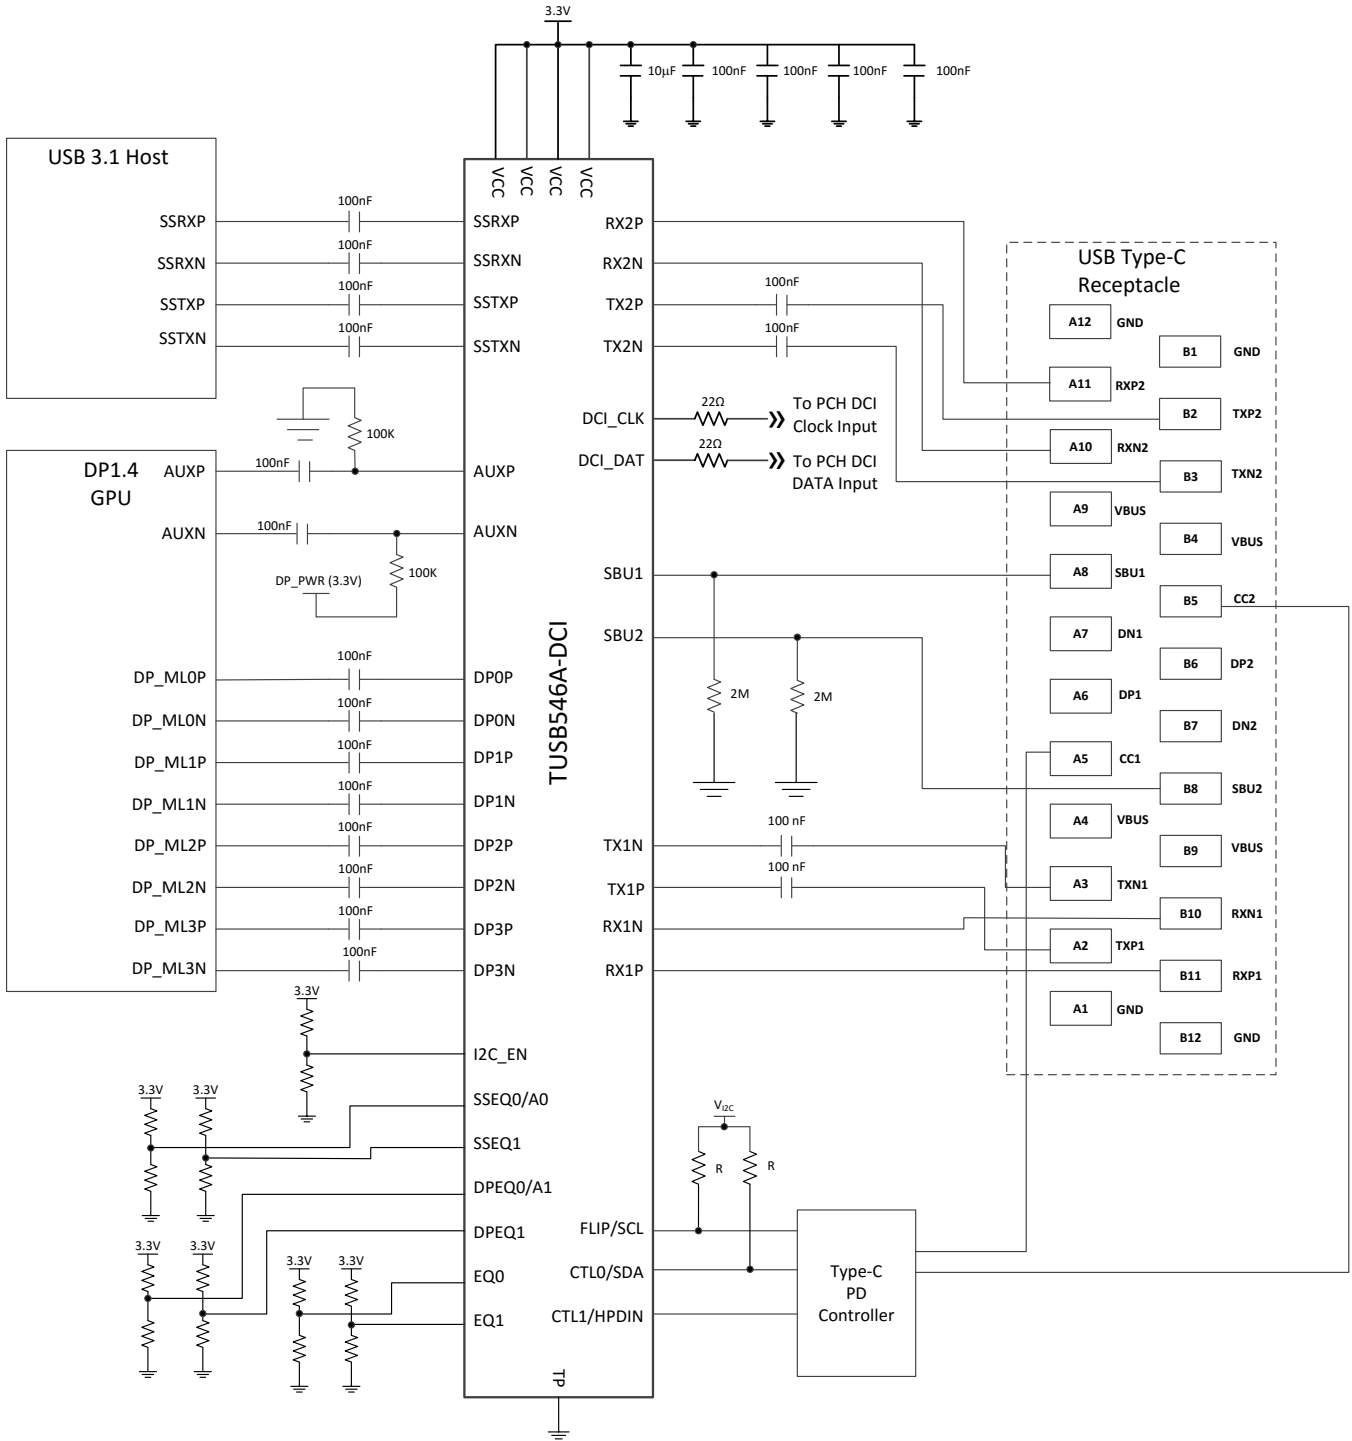 3.3V
10µF
100nF
100nF
100nF
100nF
USB 3.1 Host
SSRXP
SSRXN
SSTXP
SSTXN
100nF
100nF
100nF
100nF
100K
DP1.4
GPU
AUXP
AUXN
100nF
100nF
100K
DP_PWR (3.3V)
DP_ML0P
DP_ML0N
DP_ML1P
DP_ML1N
DP_ML2P
DP_ML2N
DP_ML3P
DP_ML3N
100nF
100nF
100nF
100nF
100nF
100nF
100nF
100nF
3.3V
3.3V
3.3V
3.3V
3.3V
3.3V
3.3V
VCC
VCC
VCC
VCC
SSRXP
SSRXN
SSTXP
SSTXN
AUXP
AUXN
DP0P
DP0N
DP1P
DP1N
DP2P
DP2N
DP3P
DP3N
I2C_EN
SSEQ0/A0
SSEQ1
DPEQ0/A1
DPEQ1
EQ0
EQ1
TUSB546A-DCI
TP
RX2P
RX2N
TX2P
TX2N
DCI_CLK
DCI_DAT
SBU1
SBU2
TX1N
TX1P
RX1N
RX1P
FLIP/SCL
CTL0/SDA
CTL1/HPDIN
100nF
100nF
22Ω
To PCH DCI
Clock Input
22Ω
To PCH DCI
DATA Input
2M
2M
100 nF
100 nF
VI2C
R
R
Type-C
PD
Controller
USB Type-C
Receptacle
A12 GND
B1 GND
A11 RXP2
B2 TXP2
A10 RXN2
B3 TXN2
A9 VBUS
B4 VBUS
A8 SBU1
B5 CC2
A7 DN1
B6 DP2
A6 DP1
B7 DN2
A5 CC1
B8 SBU2
A4 VBUS
B9 VBUS
A3 TXN1
B10 RXN1
A2 TXP1
B11 RXP1
A1 GND
B12 GND